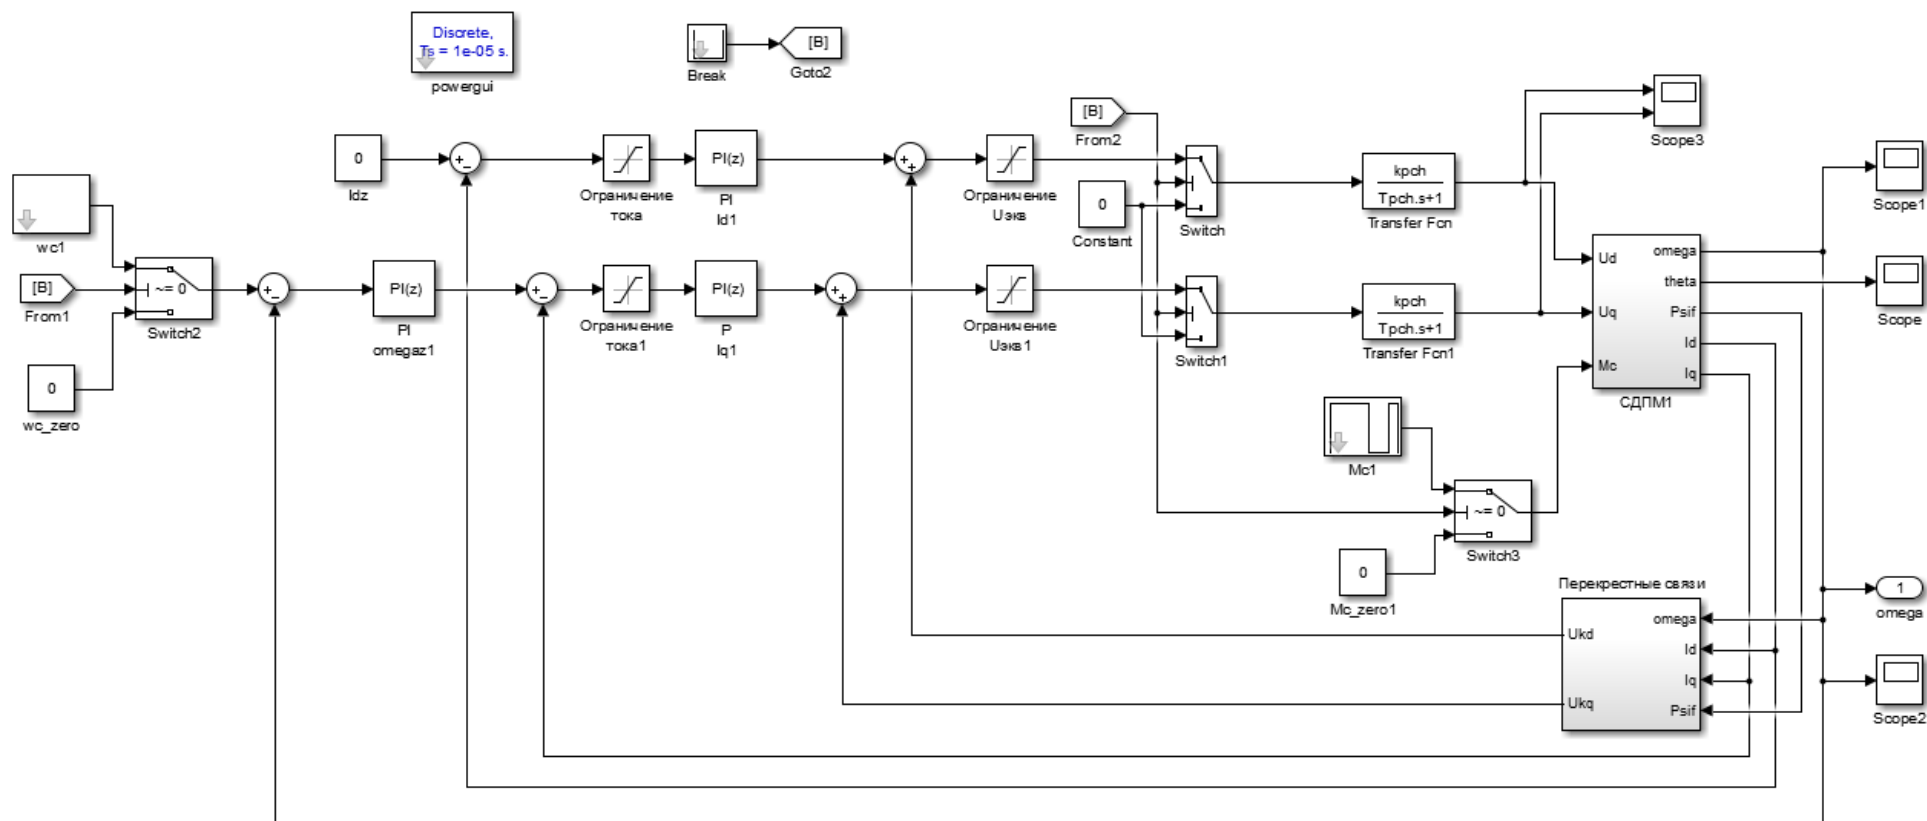 Discrete,
Ts = 1e-05 s.
powergui
Break
[B]
Goto2
[B]
From2
Scope3
0
Idz
+
-
Ограничение
тока
PI(z)
PI
Id1
+
+
Ограничение
Uэкв
0
Constant
Switch
kpch
Tpch.s+1
Transfer Fcn
Scope1
wc1
[B]
From1
~= 0
Switch2
0
wc_zero
+
-
PI(z)
PI
omegaz1
+
-
Ограничение
тока1
PI(z)
P
Iq1
+
+
Ограничение
Uэкв1
Switch1
kpch
Tpch.s+1
Transfer Fcn1
Ud
Uq
Mc
omega
theta
Psif
Id
Iq
СДПМ1
Scope
Mc1
~= 0
Switch3
0
Mc_zero1
Перекрестные связи
Ukd
Ukq
omega
Id
Iq
Psif
1
omega
Scope2